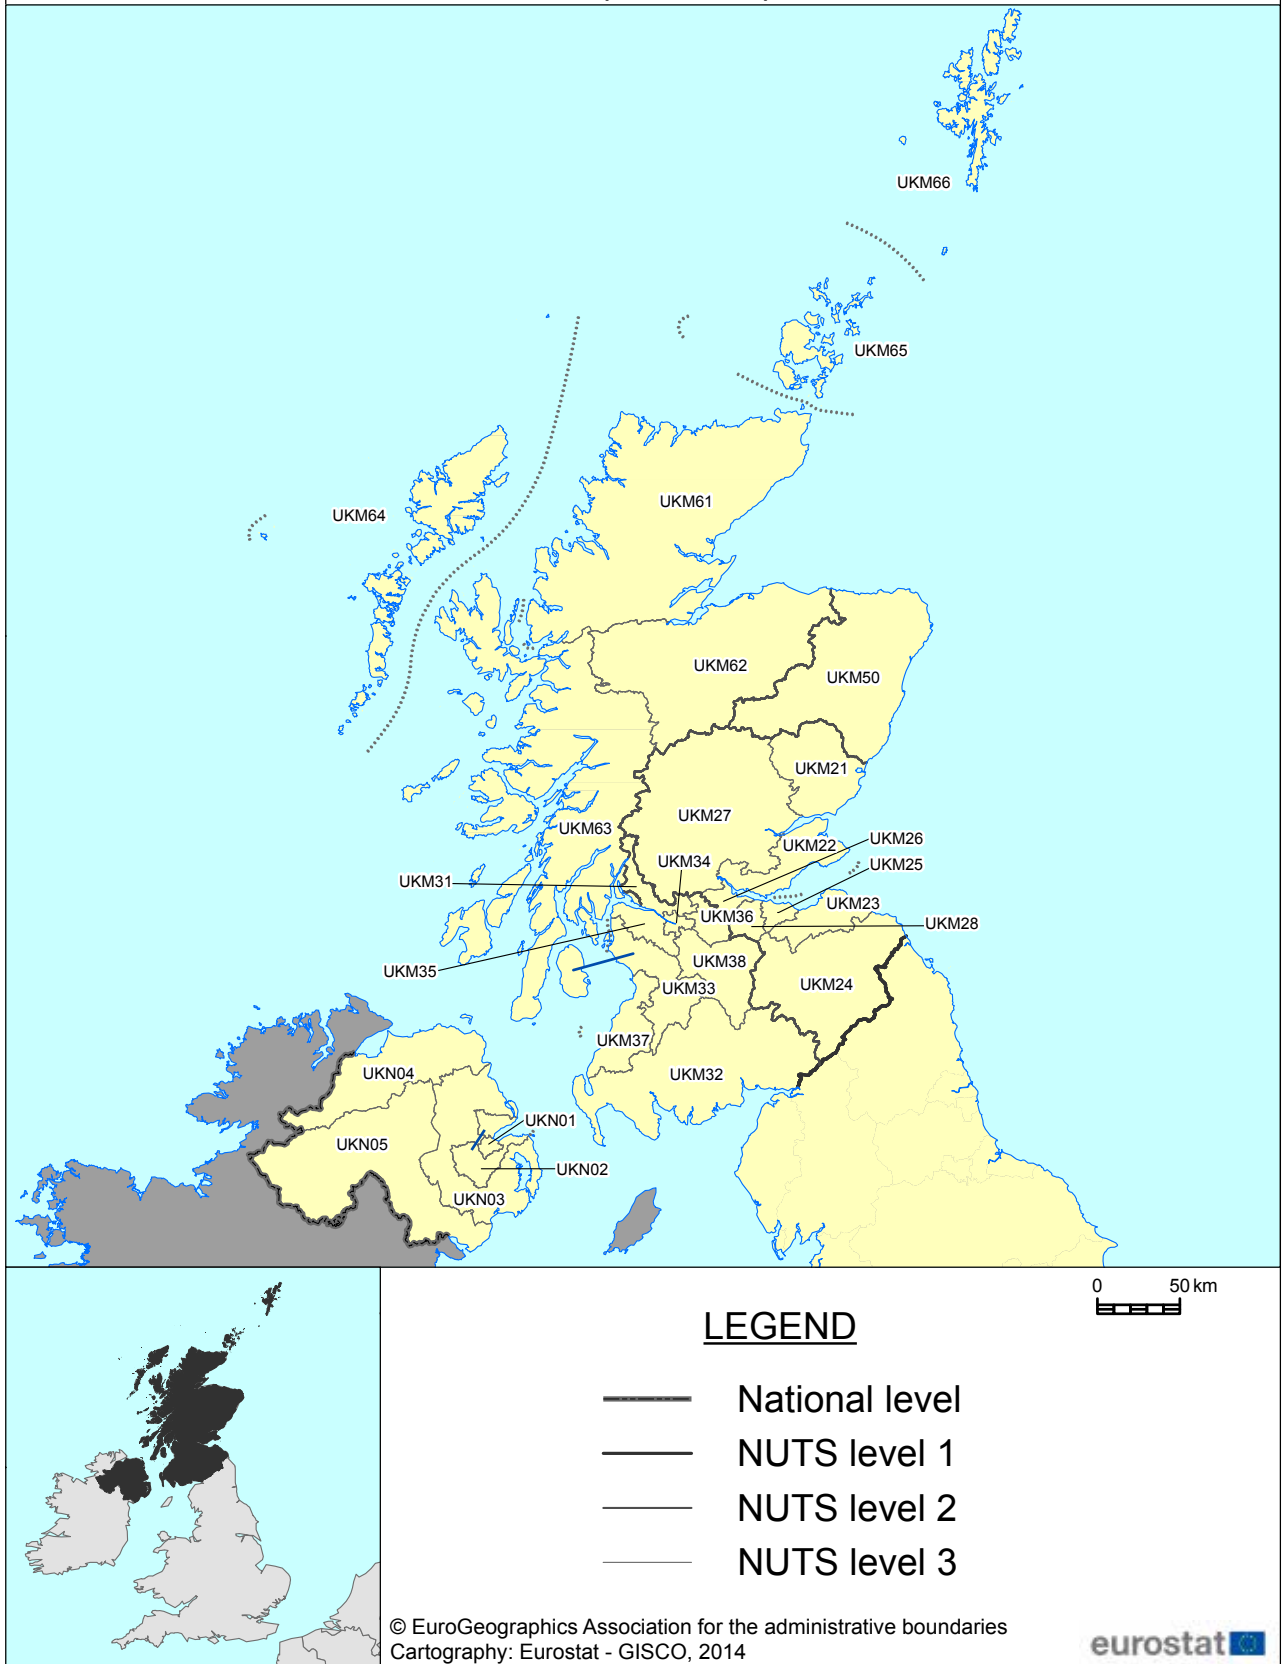 UKM66
UKM65
UKM61
UKM64
UKM62
UKM50
UKM21
UKM27
UKM63
UKM22
UKM26
UKM34
UKM25
UKM31
UKM23
UKM36
UKM28
UKM38
UKM35
UKM33
UKM24
UKM37
UKM32
UKN04
UKN01
UKN05
UKN02
UKN03
0 50 km
LEGEND
National level
NUTS level 1
NUTS level 2
NUTS level 3
© EuroGeographics Association for the administrative boundaries
Cartography: Eurostat - GISCO, 2014
eurostat